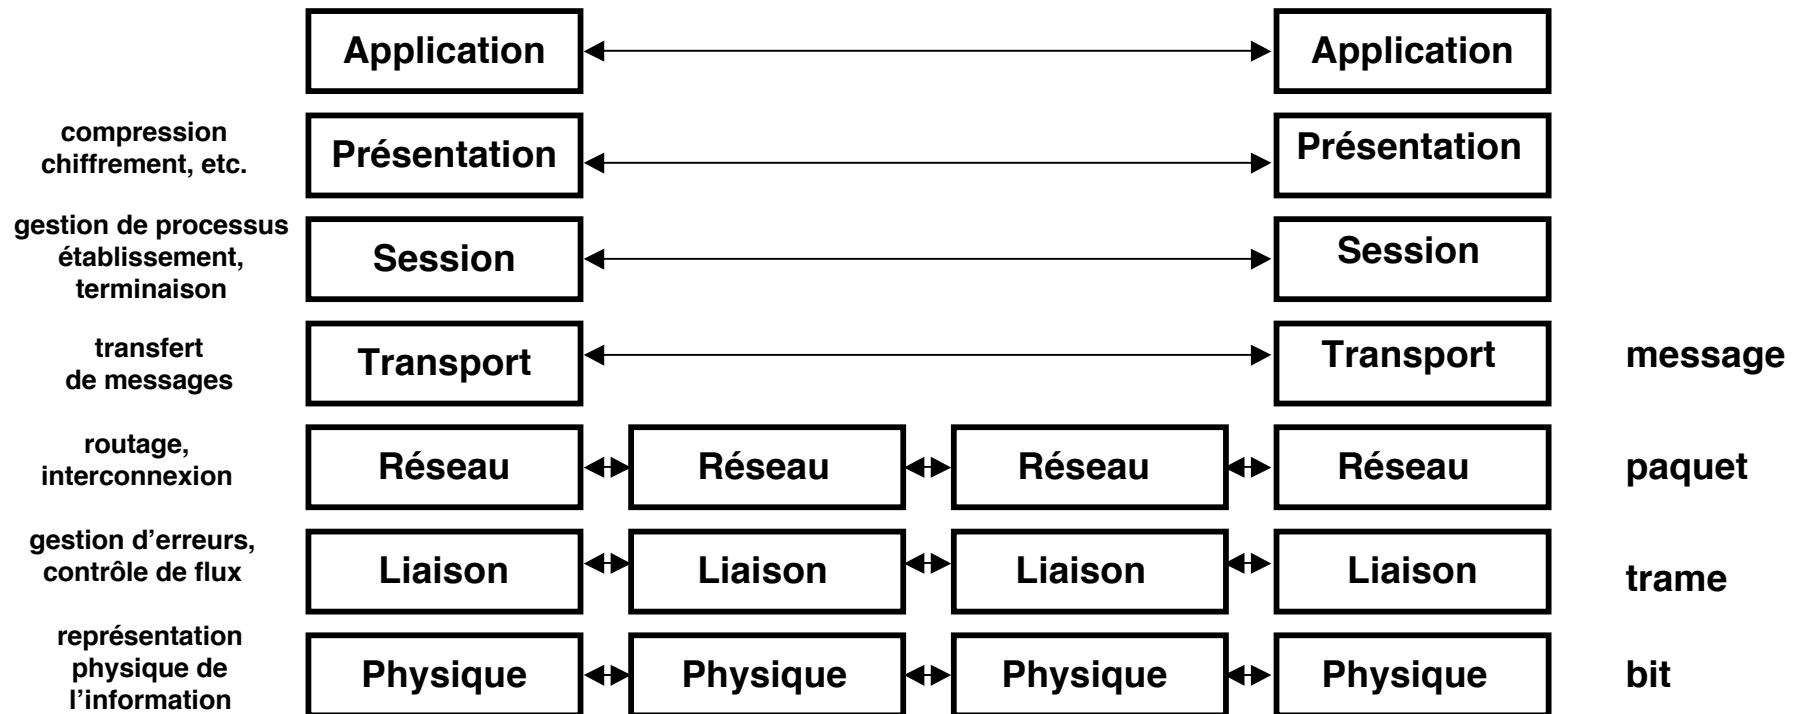 Application
Application
compression
chiffrement, etc.
Présentation
Présentation
gestion de processus
établissement,
terminaison
Session
Session
transfert
de messages
Transport
Transport
message
routage,
interconnexion
Réseau
Réseau
Réseau
Réseau
paquet
gestion d’erreurs,
contrôle de flux
Liaison
Liaison
Liaison
Liaison
trame
représentation
physique de
l’information
Physique
Physique
Physique
Physique
bit